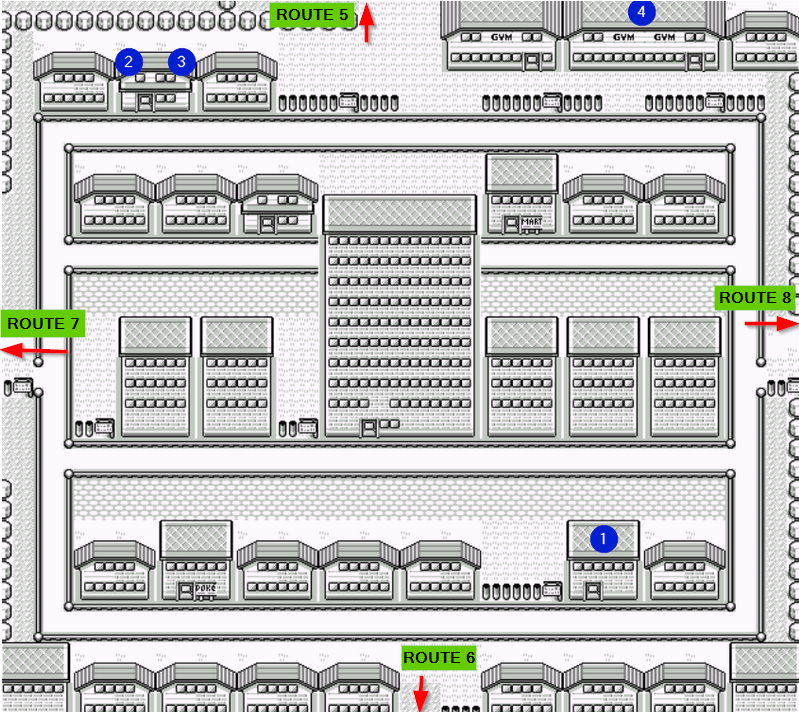 ROUTE 5
4
GYM
GYM GYM
2
3
MART
ROUTE 8
ROUTE 7
1
POKé
ROUTE 6